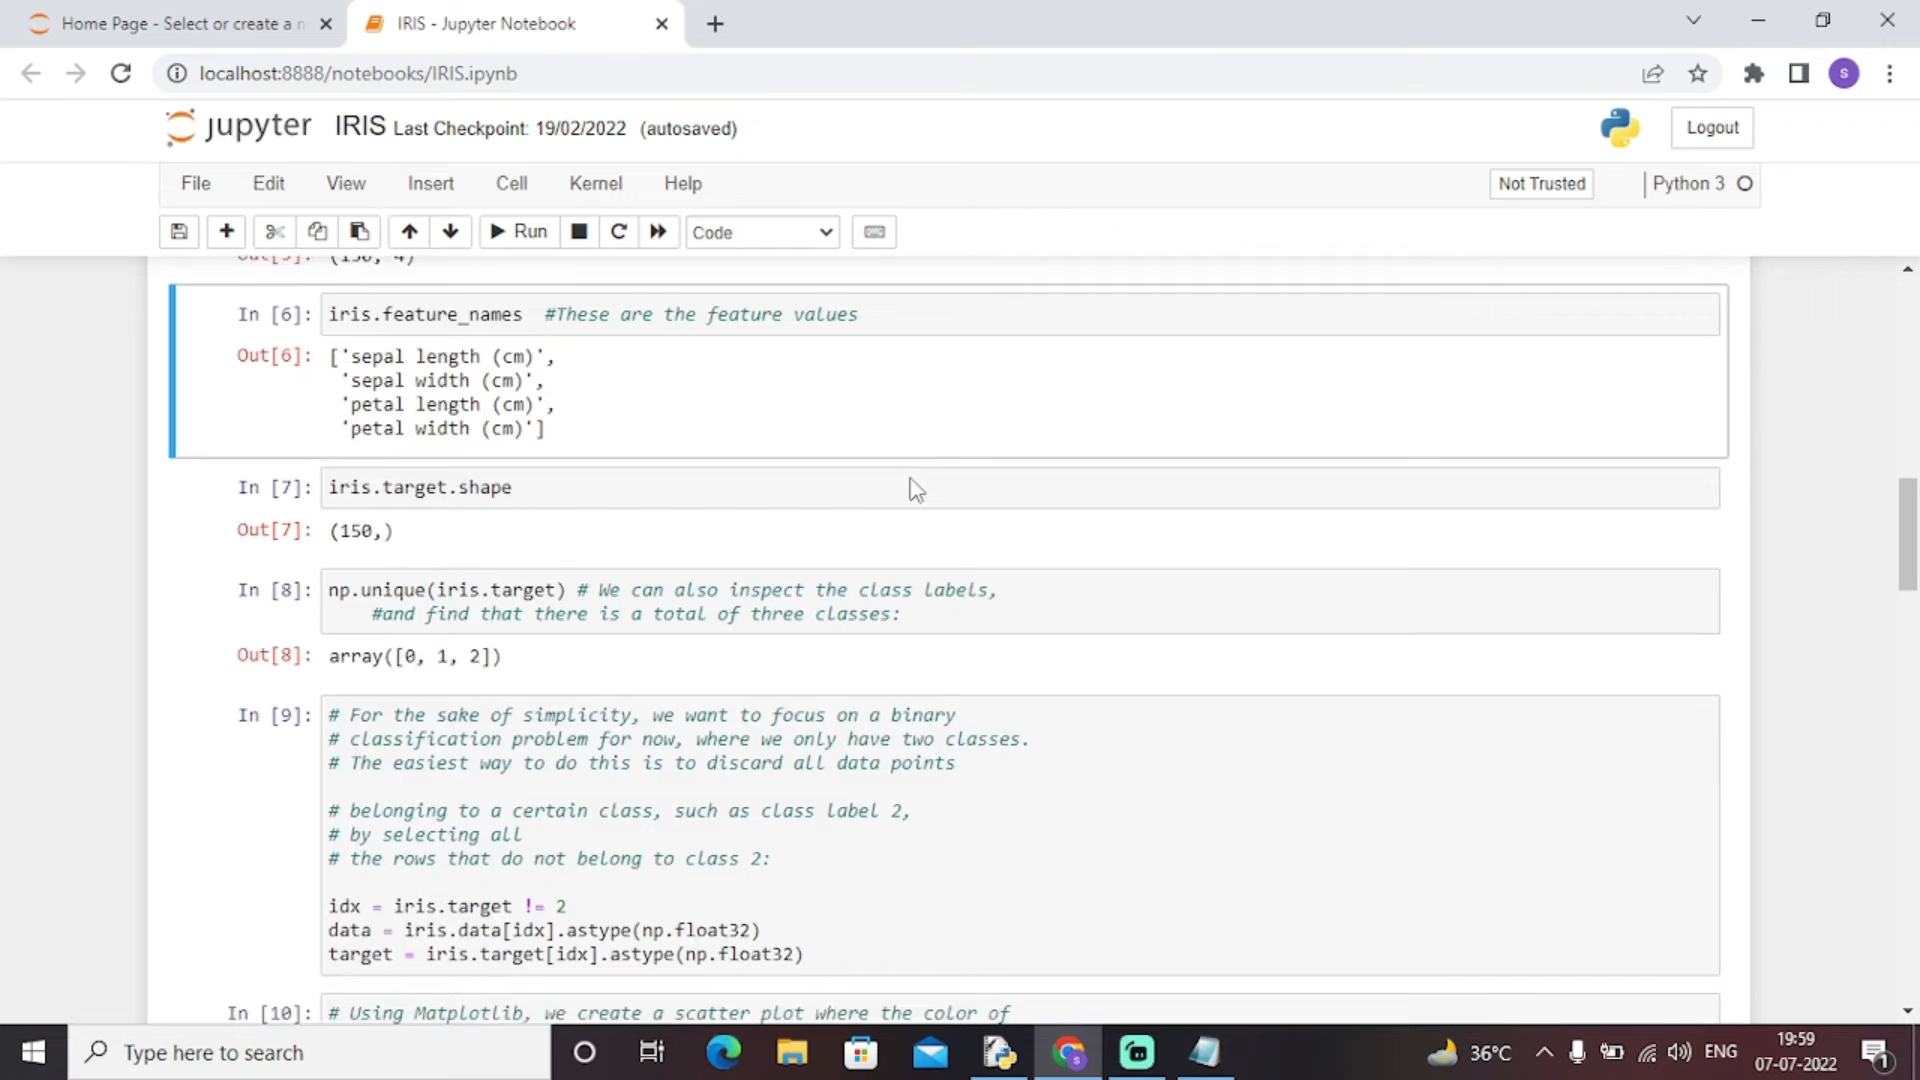 Home Page - Select or create a n
IRIS - Jupyter Notebook
localhost:8888/notebooks/IRIS.ipynb
S
jupyter IRIS Last Checkpoint: 19/02/2022 (autosaved)
Logout
File Edit View Insert Cell Kernel Help
Not Trusted
Python 3
Run
Code
Out[5]: (150, 4)
In [6]: iris.feature_names #These are the feature values
Out[6]: ['sepal length (cm)',
'sepal width (cm)',
'petal length (cm)',
'petal width (cm)']
In [7]: iris.target.shape
Out[7]: (150,)
In [8]: np.unique(iris.target) # We can also inspect the class labels,
#and find that there is a total of three classes:
Out[8]: array([0, 1, 2])
In [9]: # For the sake of simplicity, we want to focus on a binary
# classification problem for now, where we only have two classes.
# The easiest way to do this is to discard all data points
# belonging to a certain class, such as class label 2,
# by selecting all
# the rows that do not belong to class 2:
idx = iris.target != 2
data = iris.data[idx].astype(np.float32)
target = iris.target[idx].astype(np.float32)
In [10]: # Using Matplotlib, we create a scatter plot where the color of
Type here to search
36°C
ENG
19:59
07-07-2022
1